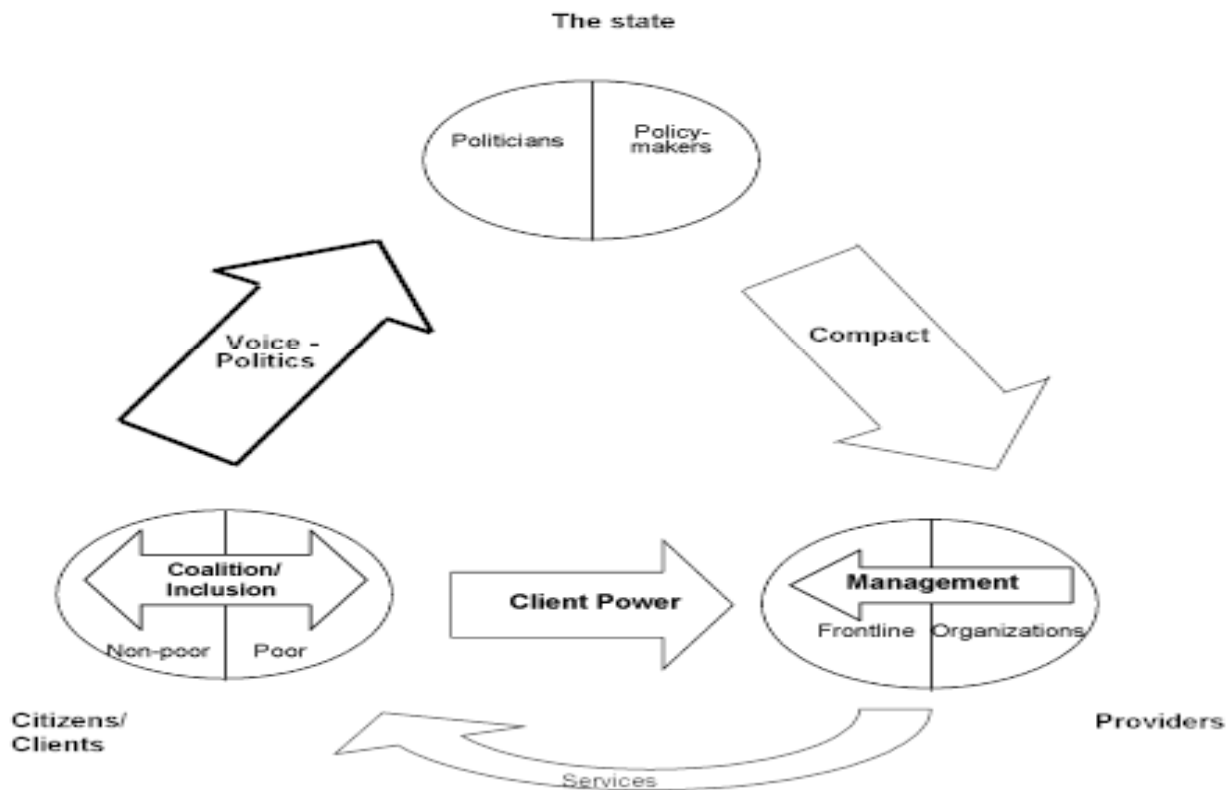 The state
Politicians
Policy-
makers
Voice -
Politics
Compact
Coalition/
Inclusion
Non-poor
Poor
Client Power
Management
Frontline
Organizations
Citizens/
Clients
Providers
Services